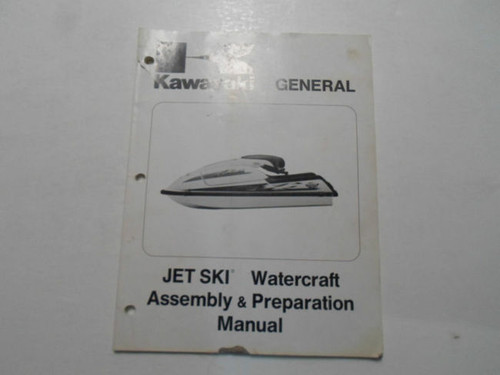 Kawasaki GENERAL
JET SKI® Watercraft
Assembly & Preparation
Manual